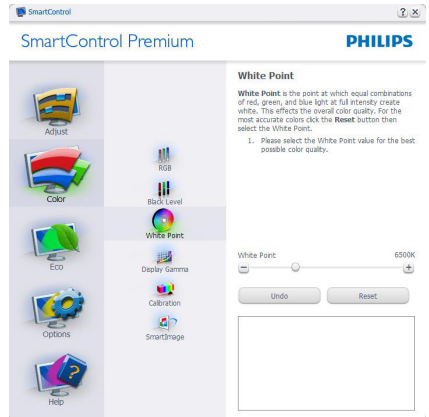 SmartControl
? ×
SmartControl Premium
PHILIPS
Adjust
Color
Eco
Options
Help
RGB
Black Level
White Point
Display Gamma
Calibration
SmartImage
White Point
White Point is the point at which equal combinations
of red, green, and blue light at full intensity create
white. This effects the overall color quality. For the
most accurate colors click the Reset button then
select the White Point.
1. Please select the White Point value for the best
possible color quality.
White Point 6500K
Undo Reset